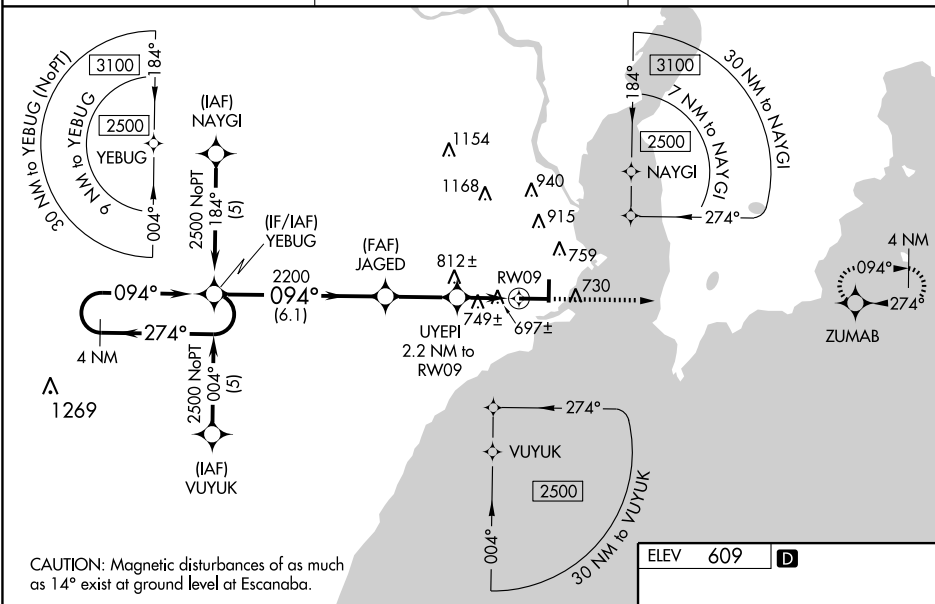 30 NM to YEBUG (NoPT)
9 NM to YEBUG
3100
184°
2500
YEBUG
004°
(IAF)
NAYGI
2500 NoPT
184°
(5)
(IF/IAF)
YEBUG
2200
094°
(6.1)
094°
274°
4 NM
2500 NoPT
004°
(5)
(IAF)
VUYUK
1269
(FAF)
JAGED
812±
UYEPI
2.2 NM to
RW09
749±
697±
RW09
730
759
915
940
1168
1154
3100
184°
30 NM to NAYGI
7 NM to NAYGI
2500
NAYGI
274°
4 NM
094°
274°
ZUMAB
274°
VUYUK
2500
004°
30 NM to VUYUK
CAUTION: Magnetic disturbances of as much
as 14° exist at ground level at Escanaba.
ELEV 609 D